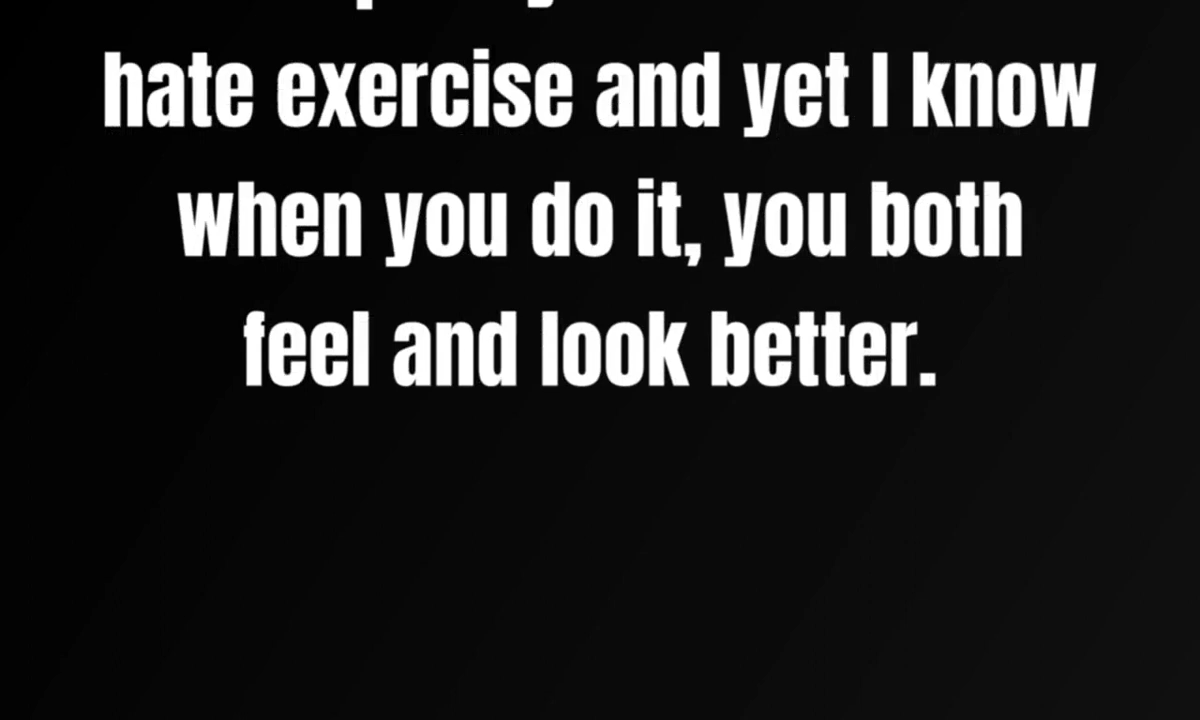 hate exercise and yet I know
when you do it, you both
feel and look better.